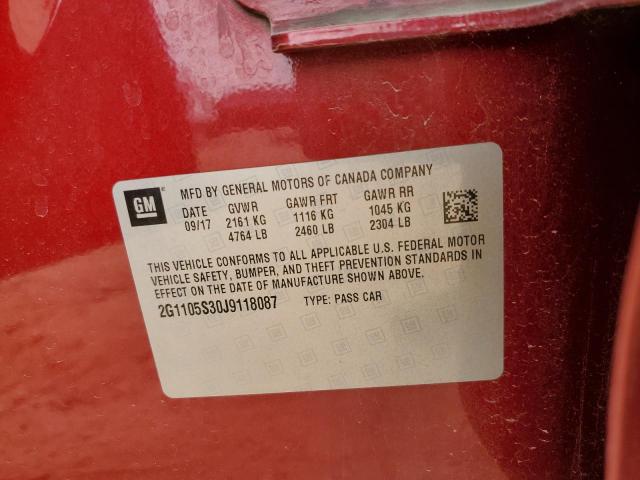 GM
MFD BY GENERAL MOTORS OF CANADA COMPANY
DATE GVWR GAWR FRT GAWR RR
09/17 2161 KG 1116 KG 1045 KG
4764 LB 2460 LB 2304 LB
THIS VEHICLE CONFORMS TO ALL APPLICABLE U.S. FEDERAL MOTOR
VEHICLE SAFETY, BUMPER, AND THEFT PREVENTION STANDARDS IN
EFFECT ON THE DATE OF MANUFACTURE SHOWN ABOVE.
2G1105S30J9118087 TYPE: PASS CAR